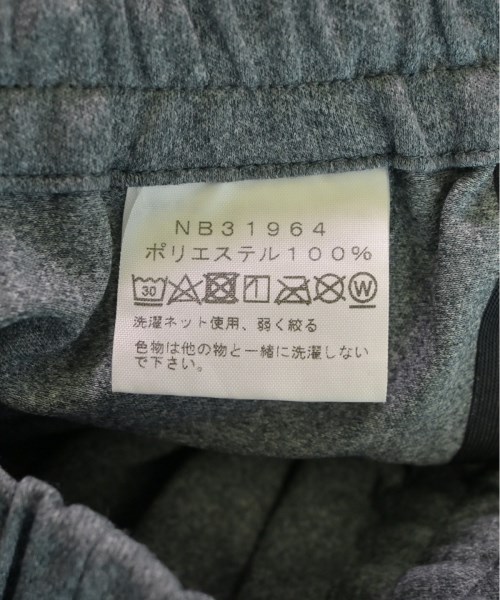 NB31964
ポリエステル100%
30 W
洗濯ネット使用、弱く絞る
色物は他の物と一緒に洗濯しない
で下さい。